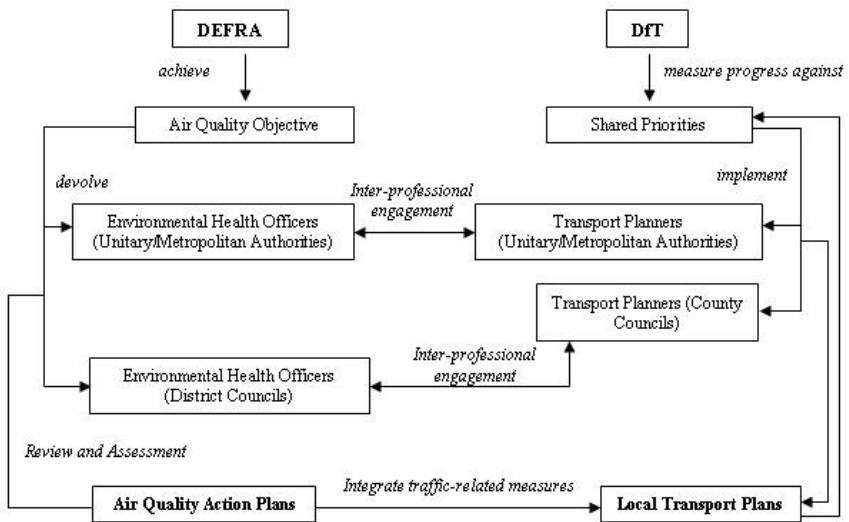 DEFRA
DfT
achieve
measure progress against
Air Quality Objective
Shared Priorities
devolve
implement
Inter-professional
engagement
Environmental Health Officers
(Unitary/Metropolitan Authorities)
Transport Planners
(Unitary/Metropolitan Authorities)
Transport Planners (County
Councils)
Inter-professional
engagement
Environmental Health Officers
(District Councils)
Review and Assessment
Integrate traffic-related measures
Air Quality Action Plans
Local Transport Plans